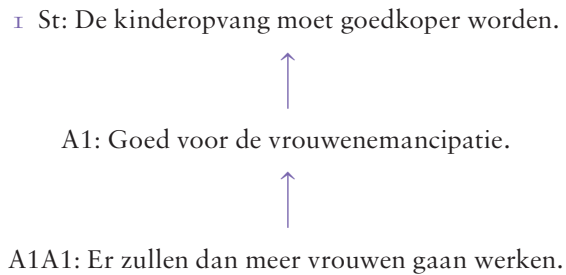 1 St: De kinderopvang moet goedkoper worden.
A1: Goed voor de vrouwenemancipatie.
A1A1: Er zullen dan meer vrouwen gaan werken.